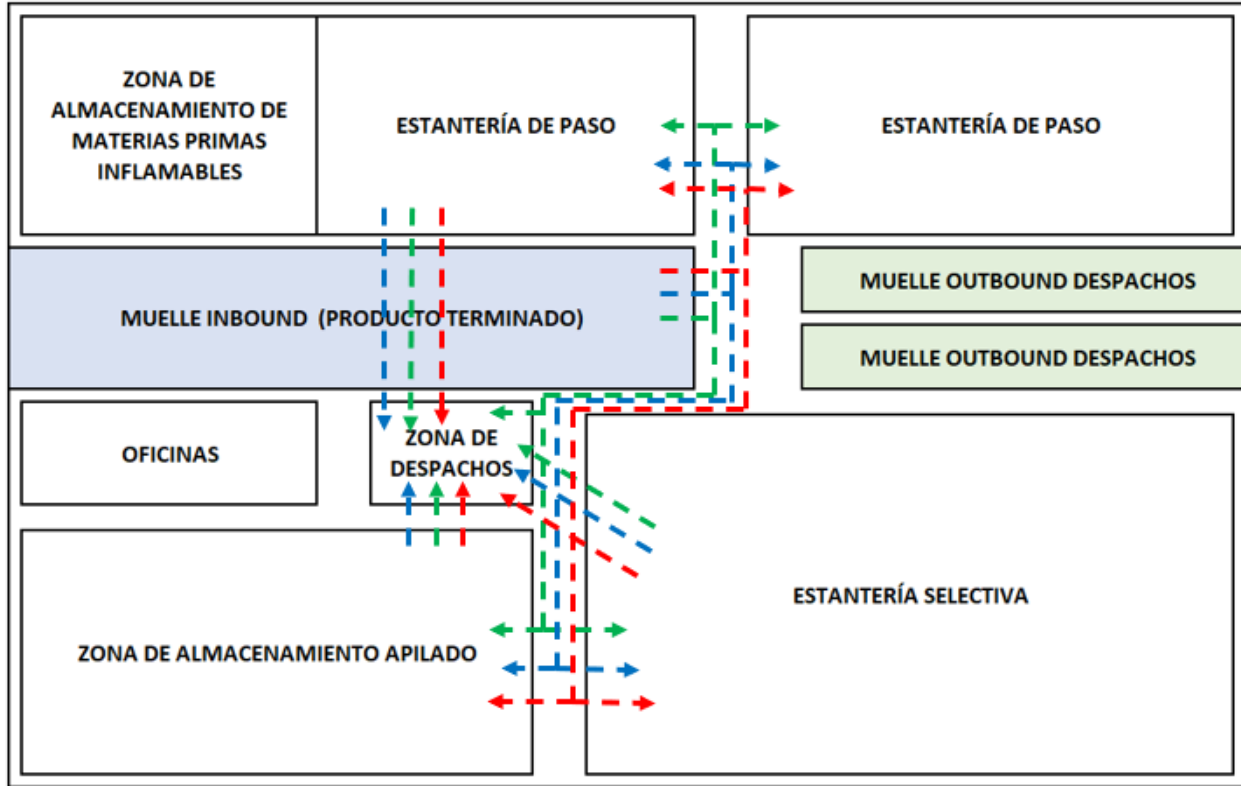 ZONA DE
ALMACENAMIENTO DE
MATERIAS PRIMAS
INFLAMABLES
ESTANTERÍA DE PASO
ESTANTERÍA DE PASO
MUELLE INBOUND (PRODUCTO TERMINADO)
MUELLE OUTBOUND DESPACHOS
MUELLE OUTBOUND DESPACHOS
OFICINAS
ZONA DE
DESPACHOS
ZONA DE ALMACENAMIENTO APILADO
ESTANTERÍA SELECTIVA